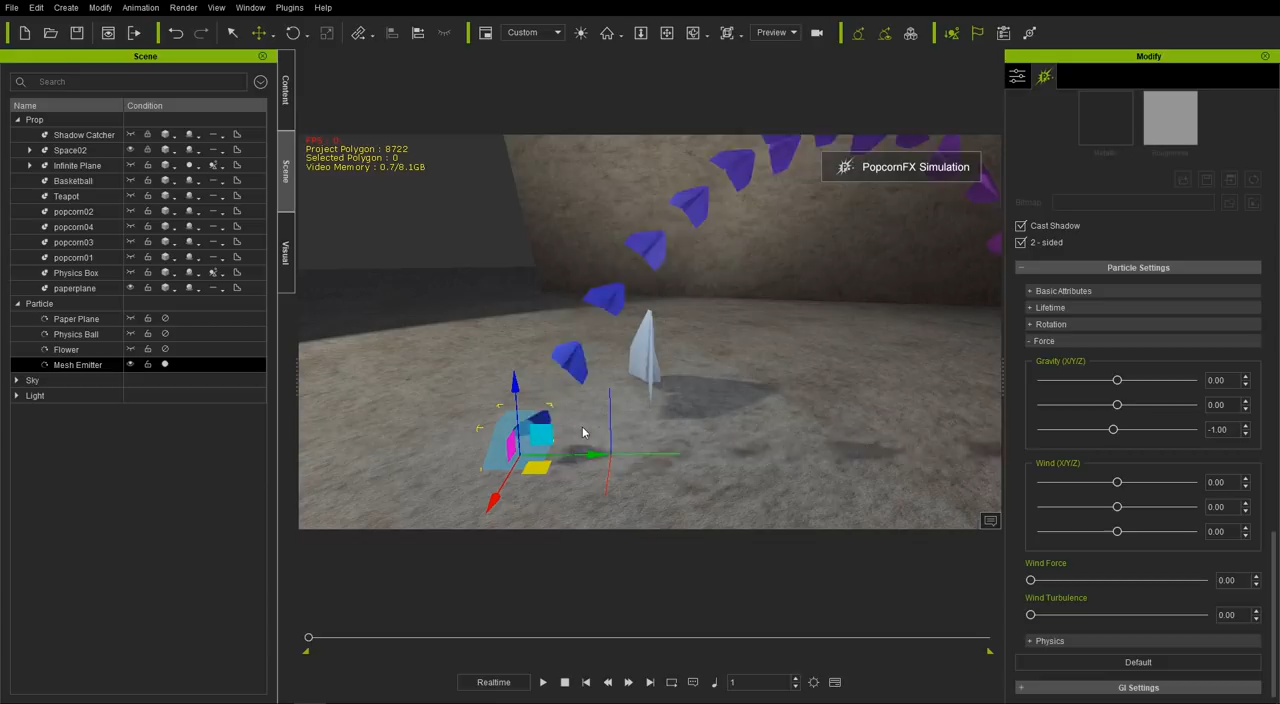 File Edit Create Modify Animation Render View Window Plugins Help
Custom
Preview
Scene
Modify
Search
Content
Scene
Visual
Name Condition
Prop
Shadow Catcher
Space02
Infinite Plane
Basketball
Teapot
popcorn02
popcorn04
popcorn03
popcorn01
Physics Box
paperplane
Particle
Paper Plane
Physics Ball
Flower
Mesh Emitter
Sky
Light
FPS : 0
Project Polygon : 8722
Selected Polygon : 0
Video Memory : 0.7/8.1GB
PopcornFX Simulation
Metallic
Roughness
Bitmap
Cast Shadow
2 - sided
Particle Settings
+ Basic Attributes
+ Lifetime
+ Rotation
- Force
Gravity (X/Y/Z)
0.00
0.00
-1.00
Wind (X/Y/Z)
0.00
0.00
0.00
Wind Force
0.00
Wind Turbulence
0.00
+ Physics
Default
GI Settings
Realtime
1